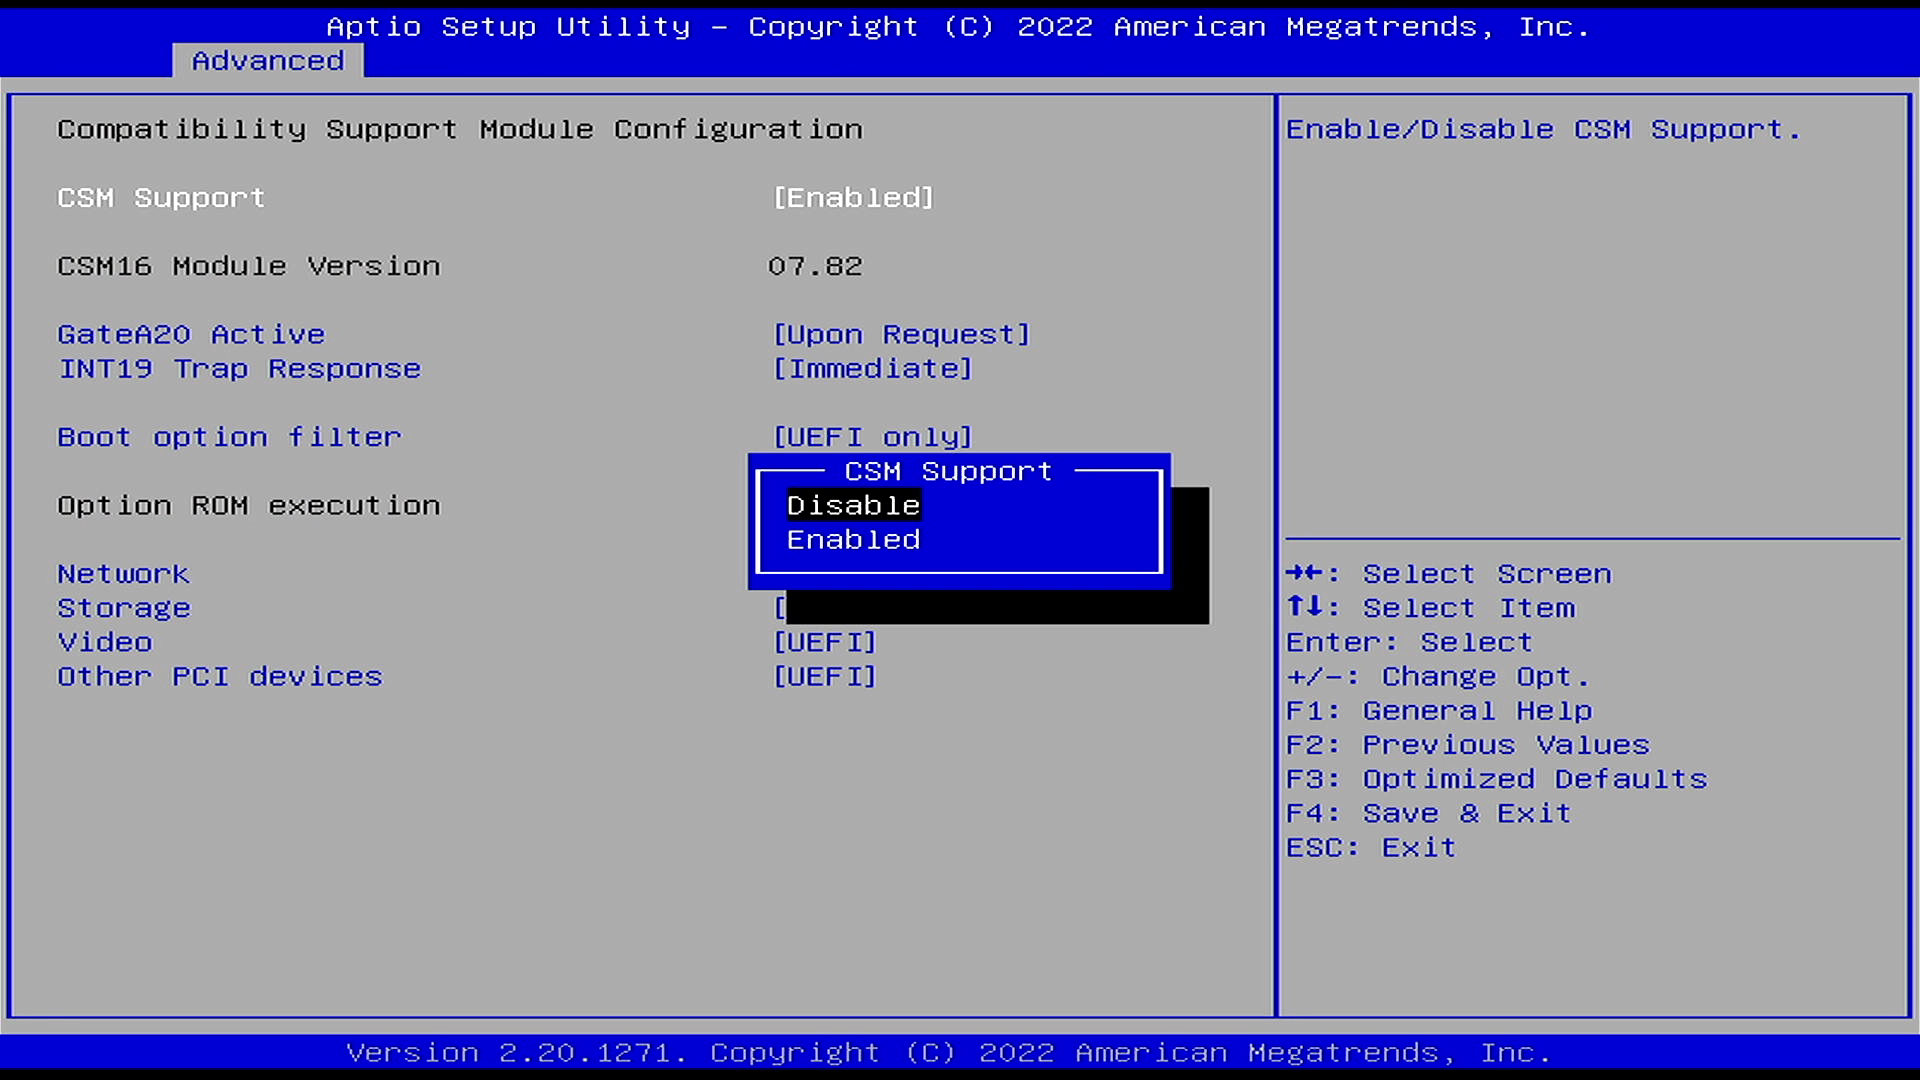 Aptio Setup Utility – Copyright (C) 2022 American Megatrends, Inc.
Advanced
Compatibility Support Module Configuration
CSM Support [Enabled]
CSM16 Module Version 07.82
GateA20 Active [Upon Request]
INT19 Trap Response [Immediate]
Boot option filter [UEFI only]
Option ROM execution
Network
Storage [
Video [UEFI]
Other PCI devices [UEFI]
CSM Support
Disable
Enabled
Enable/Disable CSM Support.
→←: Select Screen
↑↓: Select Item
Enter: Select
+/-: Change Opt.
F1: General Help
F2: Previous Values
F3: Optimized Defaults
F4: Save & Exit
ESC: Exit
Version 2.20.1271. Copyright (C) 2022 American Megatrends, Inc.